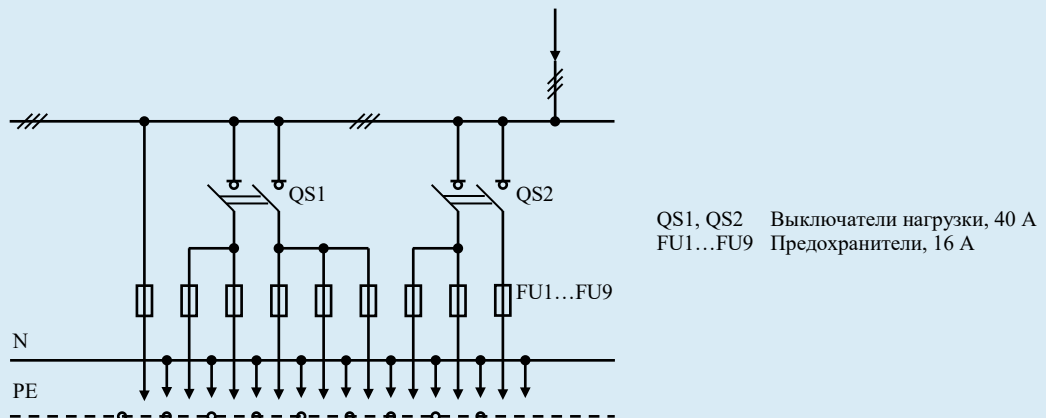 QS1
QS2
QS1, QS2 Выключатели нагрузки, 40 А
FU1…FU9 Предохранители, 16 А
FU1…FU9
N
PE